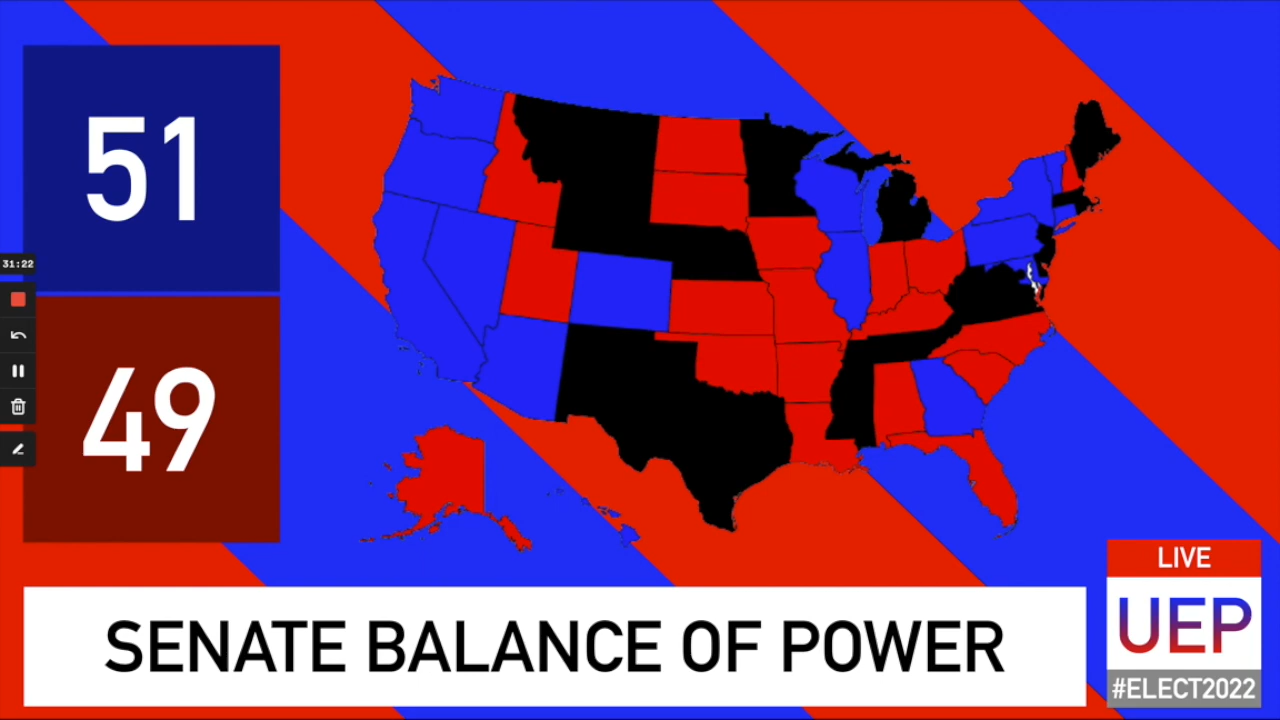 51
31:22
49
LIVE
UEP
SENATE BALANCE OF POWER
#ELECT2022